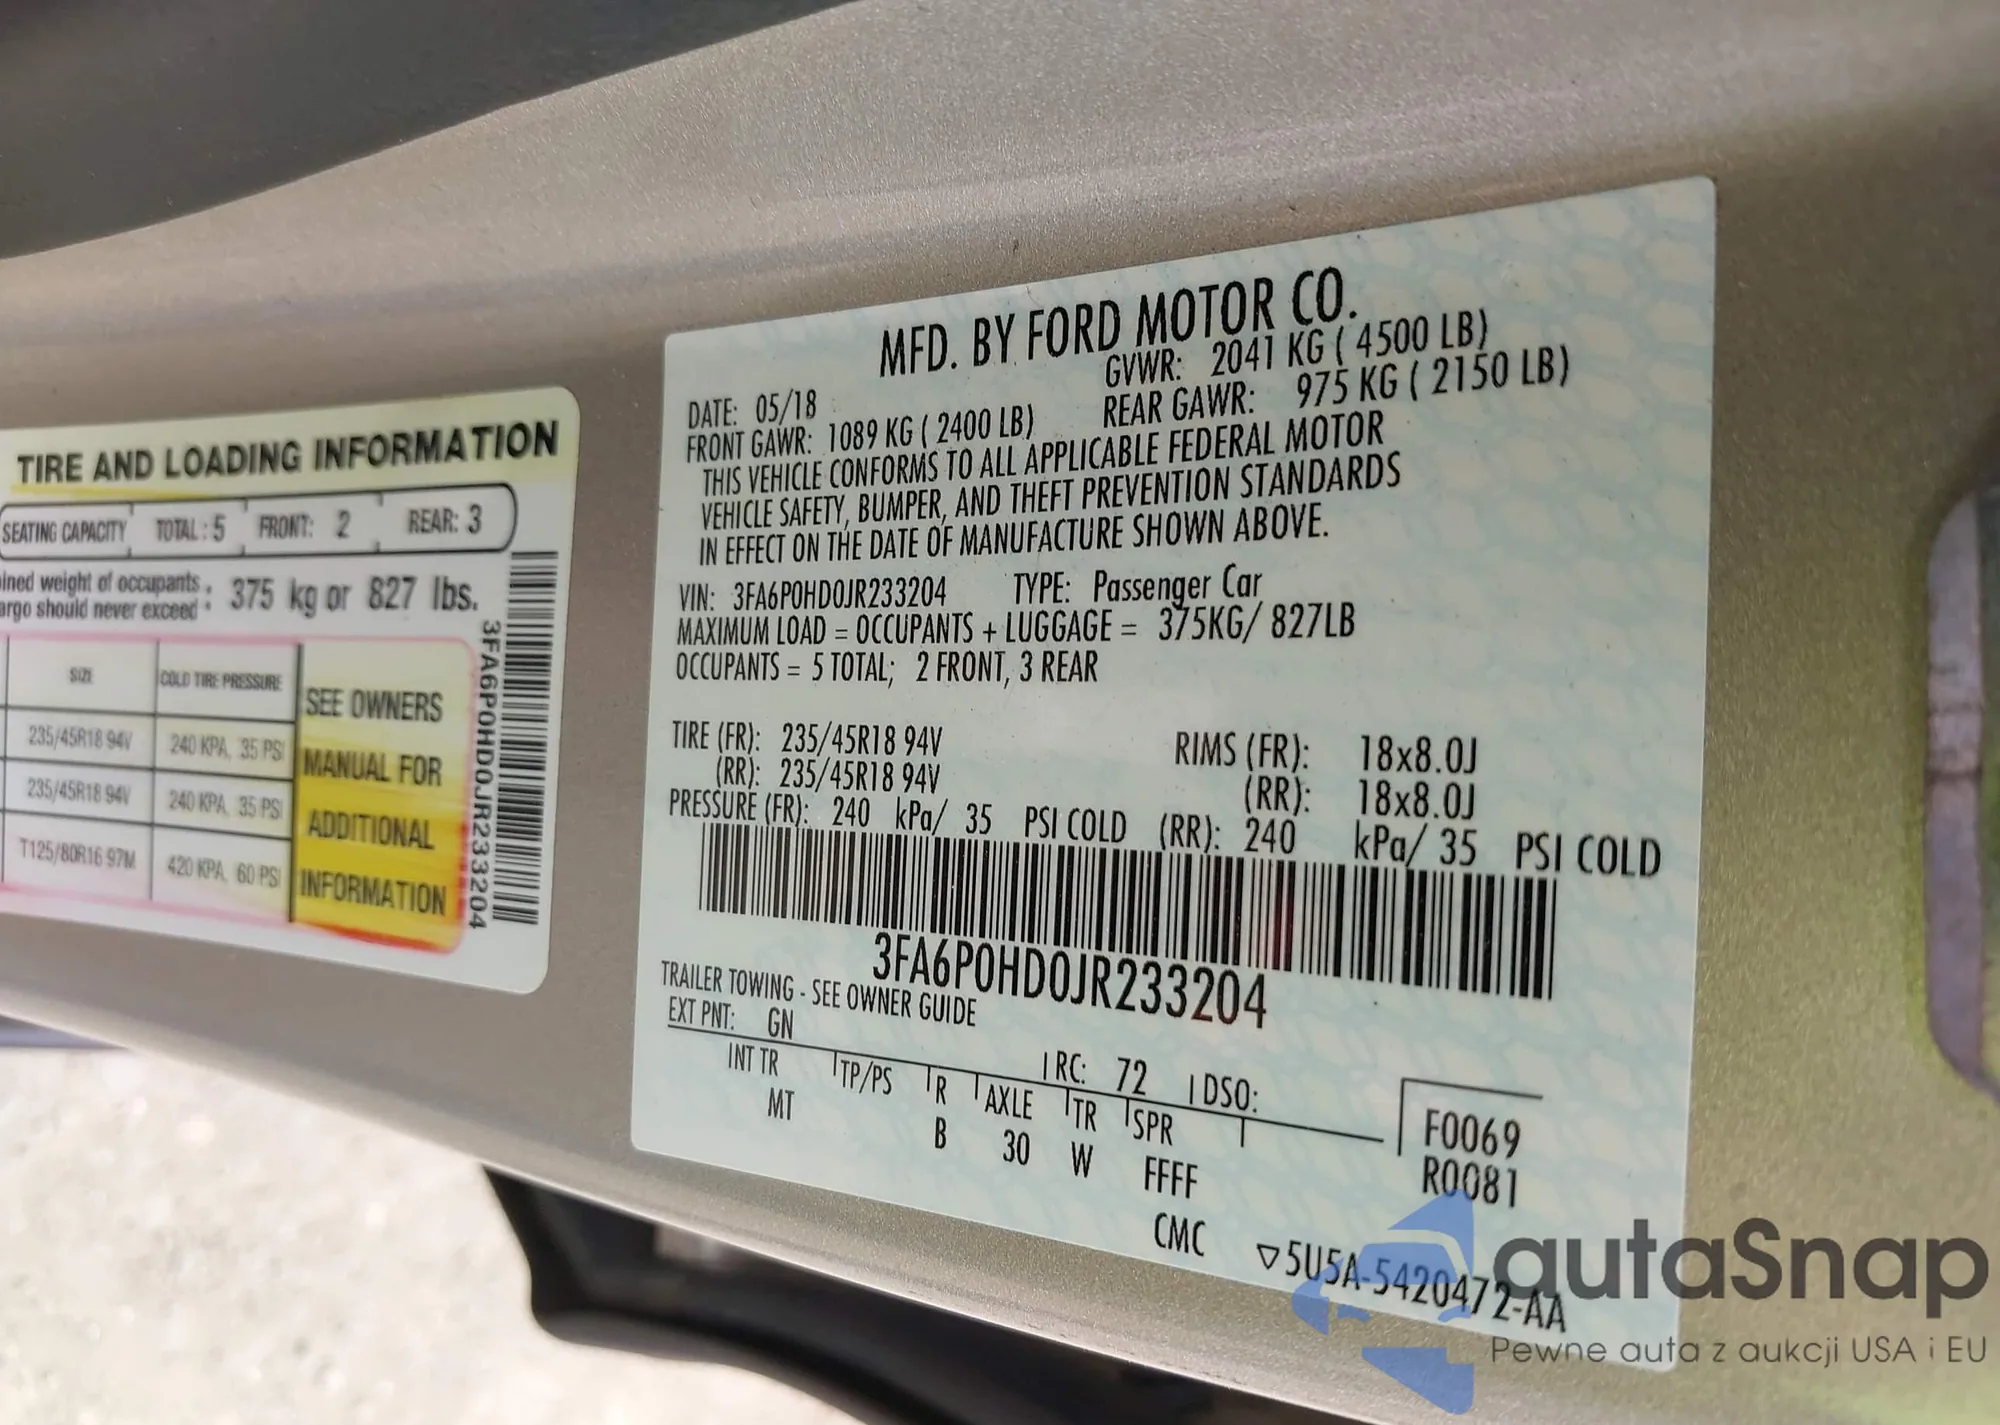 TIRE AND LOADING INFORMATION
SEATING CAPACITY TOTAL : 5 FRONT: 2 REAR: 3
ined weight of occupants : 375 kg or 827 lbs.
argo should never exceed :
SIZE COLD TIRE PRESSURE
235/45R18 94V 240 KPA, 35 PSI
235/45R18 94V 240 KPA, 35 PSI
T125/80R16 97M 420 KPA, 60 PSI
SEE OWNERS
MANUAL FOR
ADDITIONAL
INFORMATION
3FA6P0HD0JR233204
MFD. BY FORD MOTOR CO.
DATE: 05/18 GVWR: 2041 KG ( 4500 LB)
FRONT GAWR: 1089 KG ( 2400 LB) REAR GAWR: 975 KG ( 2150 LB)
THIS VEHICLE CONFORMS TO ALL APPLICABLE FEDERAL MOTOR
VEHICLE SAFETY, BUMPER, AND THEFT PREVENTION STANDARDS
IN EFFECT ON THE DATE OF MANUFACTURE SHOWN ABOVE.
VIN: 3FA6P0HD0JR233204 TYPE: Passenger Car
MAXIMUM LOAD = OCCUPANTS + LUGGAGE = 375KG/ 827LB
OCCUPANTS = 5 TOTAL; 2 FRONT, 3 REAR
TIRE (FR): 235/45R18 94V RIMS (FR): 18x8.0J
(RR): 235/45R18 94V (RR): 18x8.0J
PRESSURE (FR): 240 kPa/ 35 PSI COLD (RR): 240 kPa/ 35 PSI COLD
3FA6P0HD0JR233204
TRAILER TOWING - SEE OWNER GUIDE
EXT PNT: GN RC: 72 DSO:
INT TR TP/PS R AXLE TR SPR
MT B 30 W FFFF
F0069
R0081
CMC ▽5U5A-5420472-AA
autaSnap
Pewne auta z aukcji USA i EU